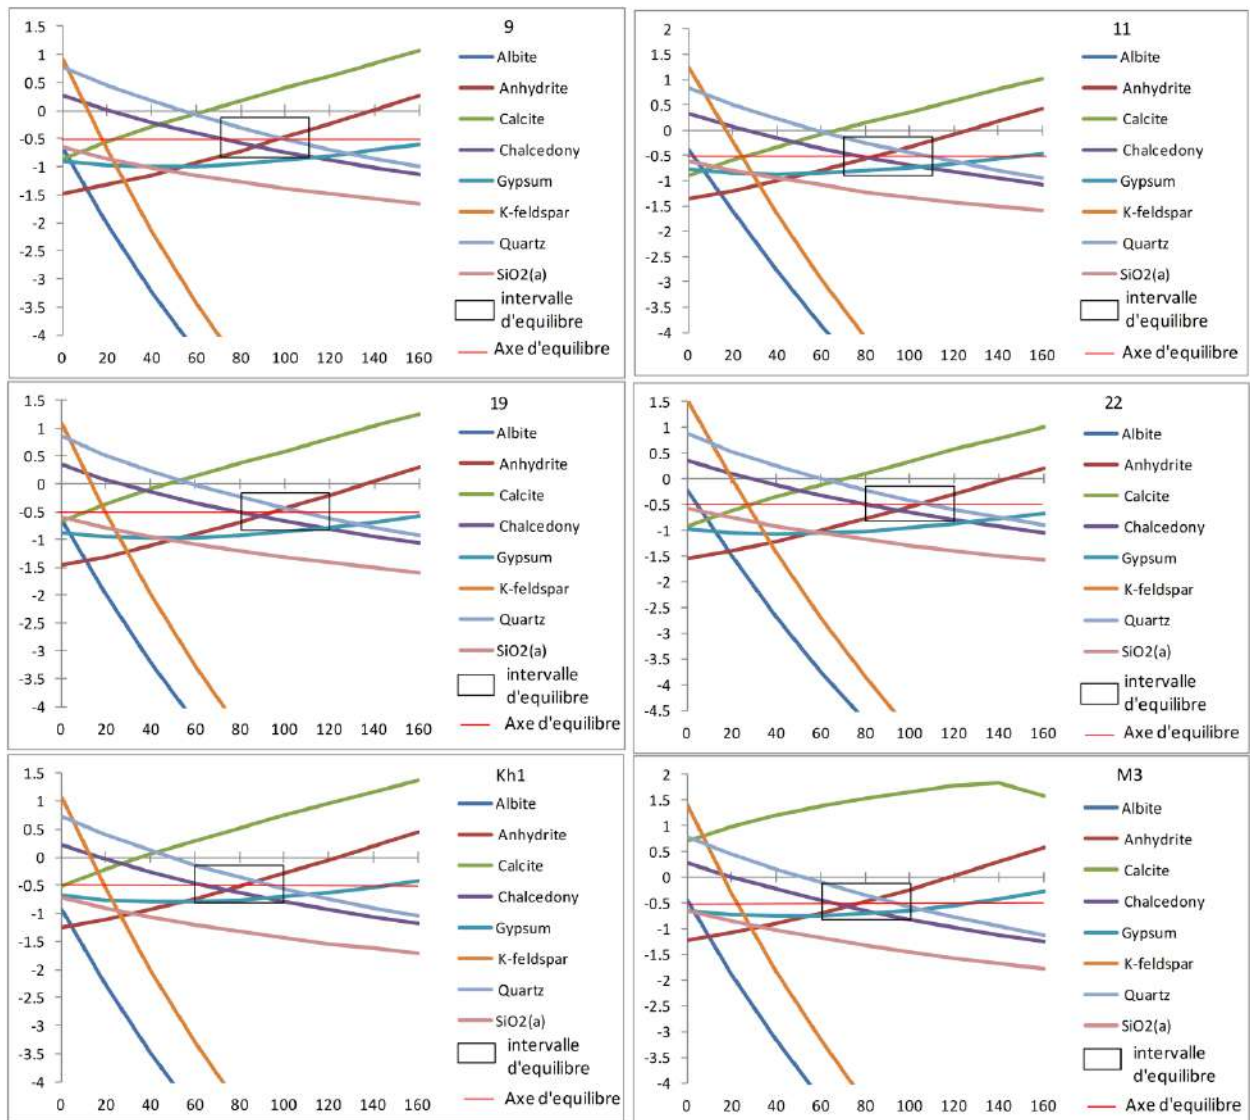 9
1.5
1
0.5
0
-0.5
-1
-1.5
-2
-2.5
-3
-3.5
-4
0 20 40 60 80 100 120 140 160
Albite
Anhydrite
Calcite
Chalcedony
Gypsum
K-feldspar
Quartz
SiO2(a)
intervalle
d'equilibre
Axe d'equilibre
11
2
1.5
1
0.5
0
-0.5
-1
-1.5
-2
-2.5
-3
-3.5
-4
0 20 40 60 80 100 120 140 160
Albite
Anhydrite
Calcite
Chalcedony
Gypsum
K-feldspar
Quartz
SiO2(a)
intervalle
d'equilibre
Axe d'equilibre
19
1.5
1
0.5
0
-0.5
-1
-1.5
-2
-2.5
-3
-3.5
-4
0 20 40 60 80 100 120 140 160
Albite
Anhydrite
Calcite
Chalcedony
Gypsum
K-feldspar
Quartz
SiO2(a)
intervalle
d'equilibre
Axe d'equilibre
22
1.5
1
0.5
0
-0.5
-1
-1.5
-2
-2.5
-3
-3.5
-4
-4.5
0 20 40 60 80 100 120 140 160
Albite
Anhydrite
Calcite
Chalcedony
Gypsum
K-feldspar
Quartz
SiO2(a)
intervalle
d'equilibre
Axe d'equilibre
Kh1
1.5
1
0.5
0
-0.5
-1
-1.5
-2
-2.5
-3
-3.5
-4
0 20 40 60 80 100 120 140 160
Albite
Anhydrite
Calcite
Chalcedony
Gypsum
K-feldspar
Quartz
SiO2(a)
intervalle
d'equilibre
Axe d'equilibre
M3
2
1.5
1
0.5
0
-0.5
-1
-1.5
-2
-2.5
-3
-3.5
-4
0 20 40 60 80 100 120 140 160
Albite
Anhydrite
Calcite
Chalcedony
Gypsum
K-feldspar
Quartz
SiO2(a)
intervalle
d'equilibre
Axe d'equilibre